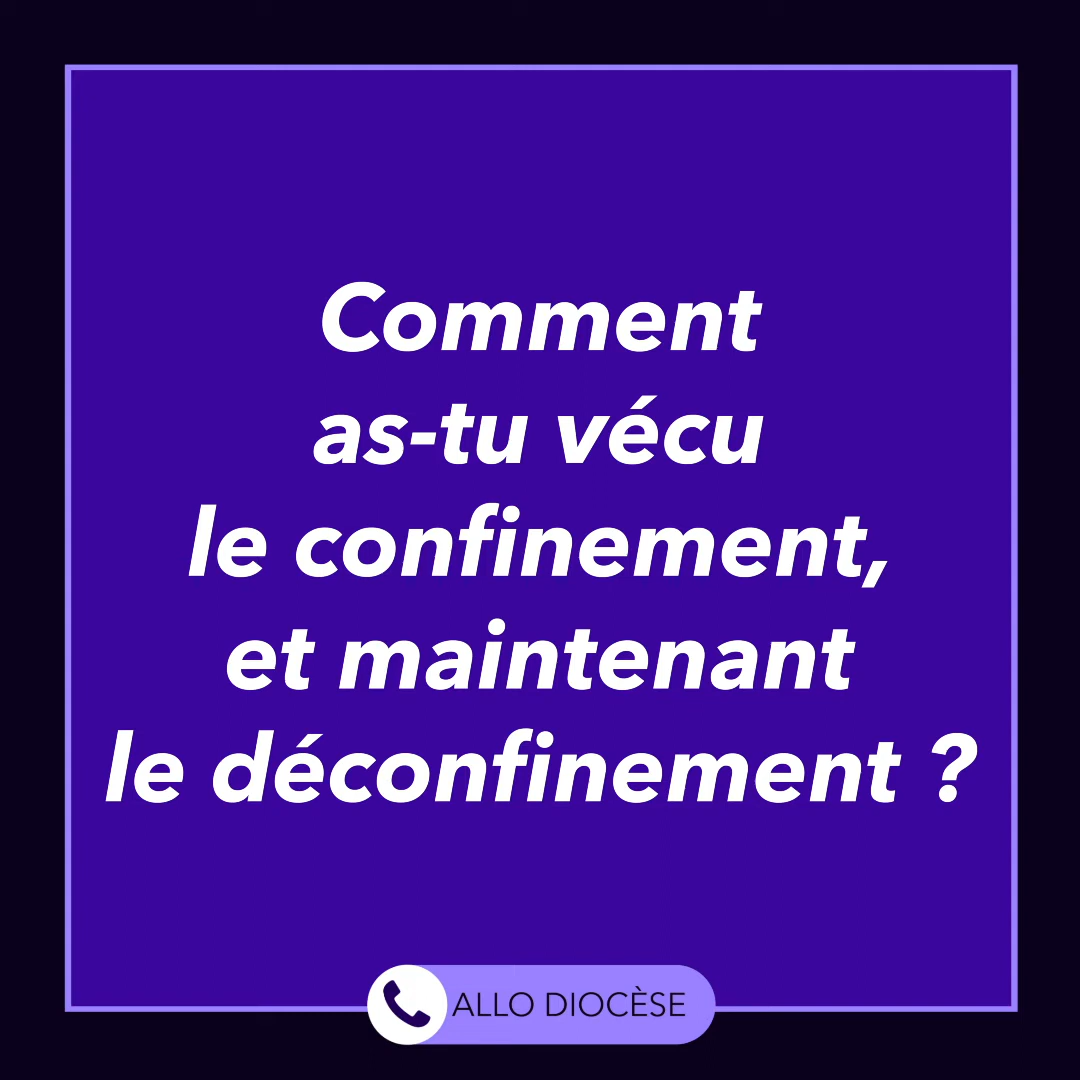 Comment
as-tu vécu
le confinement,
et maintenant
le déconfinement ?
ALLO DIOCÈSE